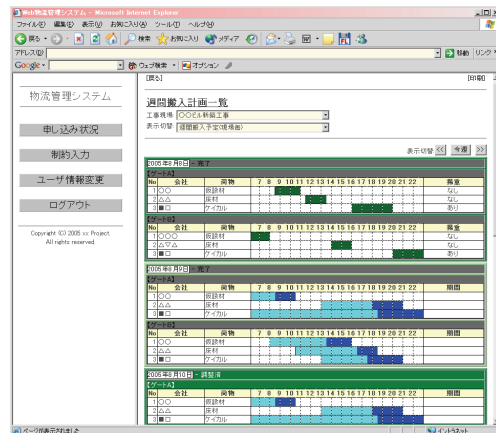 Web物流管理システム - Microsoft Internet Explorer
ファイル(F) 編集(E) 表示(V) お気に入り(A) ツール(T) ヘルプ(H)
戻る 検索 お気に入り メディア
アドレス(D) 移動 リンク
Google ウェブ検索 オプション
[戻る] [印刷]
物流管理システム
申し込み状況
制約入力
ユーザ情報変更
ログアウト
Copyright (C) 2005 xx Project
All rights reserved
週間搬入計画一覧
工事現場: 〇〇ビル新築工事
表示切替: 週間搬入予定(現場側)
表示切替 << 今週 >>
2005年8月8日 - 完了
【ゲートA】
No 会社 荷物 7 8 9 10 11 12 13 14 15 16 17 18 19 20 21 22 揚重
1 〇〇 仮設材 なし
2 △△ 床材 なし
3 ■□ ケイカル あり
【ゲートB】
No 会社 荷物 7 8 9 10 11 12 13 14 15 16 17 18 19 20 21 22 揚重
1 〇〇〇 仮設材 なし
2 △▽△ 床材 なし
3 ■□ ケイカル あり
2005年8月9日 - 完了
【ゲートA】
No 会社 荷物 7 8 9 10 11 12 13 14 15 16 17 18 19 20 21 22 期間
1 〇〇 仮設材
2 △△ 床材
3 ■□ ケイカル
【ゲートB】
No 会社 荷物 7 8 9 10 11 12 13 14 15 16 17 18 19 20 21 22 期間
1 〇〇 仮設材
2 △△ 床材
3 ■□ ケイカル
2005年8月10日 - 調整済
【ゲートA】
No 会社 荷物 7 8 9 10 11 12 13 14 15 16 17 18 19 20 21 22 期間
1 〇〇 仮設材
2 △△ 床材
3 ■□ ケイカル
ページが表示されました イントラネット